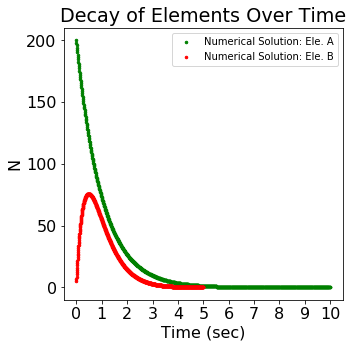 Decay of Elements Over Time
Numerical Solution: Ele. A
Numerical Solution: Ele. B
N
200
150
100
50
0
0 1 2 3 4 5 6 7 8 9 10
Time (sec)